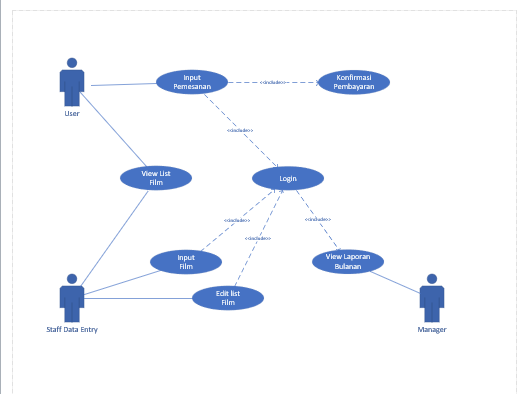 Input
Pemesanan
<<include>>
Konfirmasi
Pembayaran
User
<<include>>
View List
Film
Login
<<include>>
<<include>>
<<include>>
Input
Film
View Laporan
Bulanan
Edit list
Film
Staff Data Entry
Manager